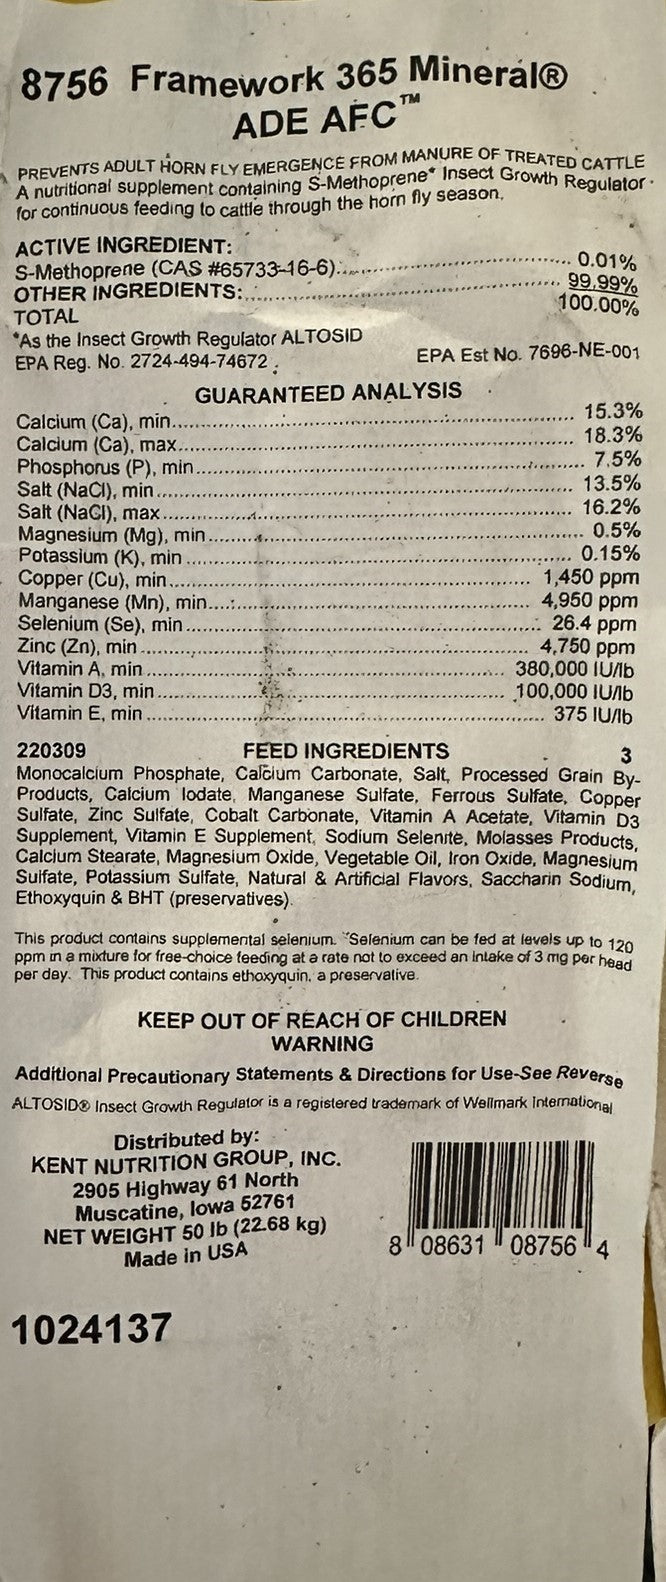 8756 Framework 365 Mineral®
ADE AFC™
PREVENTS ADULT HORN FLY EMERGENCE FROM MANURE OF TREATED CATTLE
A nutritional supplement containing S-Methoprene* Insect Growth Regulator
for continuous feeding to cattle through the horn fly season.
ACTIVE INGREDIENT:
S-Methoprene (CAS #65733-16-6)........................ 0.01%
OTHER INGREDIENTS:........................ 99.99%
TOTAL 100.00%
*As the Insect Growth Regulator ALTOSID
EPA Reg. No. 2724-494-74672 EPA Est No. 7696-NE-001
GUARANTEED ANALYSIS
Calcium (Ca), min........................ 15.3%
Calcium (Ca), max........................ 18.3%
Phosphorus (P), min........................ 7.5%
Salt (NaCl), min........................ 13.5%
Salt (NaCl), max........................ 16.2%
Magnesium (Mg), min........................ 0.5%
Potassium (K), min........................ 0.15%
Copper (Cu), min........................ 1,450 ppm
Manganese (Mn), min........................ 4,950 ppm
Selenium (Se), min........................ 26.4 ppm
Zinc (Zn), min........................ 4,750 ppm
Vitamin A, min........................ 380,000 IU/lb
Vitamin D3, min........................ 100,000 IU/lb
Vitamin E, min........................ 375 IU/lb
220309 FEED INGREDIENTS 3
Monocalcium Phosphate, Calcium Carbonate, Salt, Processed Grain By-
Products, Calcium Iodate, Manganese Sulfate, Ferrous Sulfate, Copper
Sulfate, Zinc Sulfate, Cobalt Carbonate, Vitamin A Acetate, Vitamin D3
Supplement, Vitamin E Supplement, Sodium Selenite, Molasses Products,
Calcium Stearate, Magnesium Oxide, Vegetable Oil, Iron Oxide, Magnesium
Sulfate, Potassium Sulfate, Natural & Artificial Flavors, Saccharin Sodium,
Ethoxyquin & BHT (preservatives).
This product contains supplemental selenium. Selenium can be fed at levels up to 120
ppm in a mixture for free-choice feeding at a rate not to exceed an intake of 3 mg per head
per day. This product contains ethoxyquin, a preservative.
KEEP OUT OF REACH OF CHILDREN
WARNING
Additional Precautionary Statements & Directions for Use-See Reverse
ALTOSID® Insect Growth Regulator is a registered trademark of Wellmark International
Distributed by:
KENT NUTRITION GROUP, INC.
2905 Highway 61 North
Muscatine, Iowa 52761
NET WEIGHT 50 lb (22.68 kg)
Made in USA
8 08631 08756 4
1024137